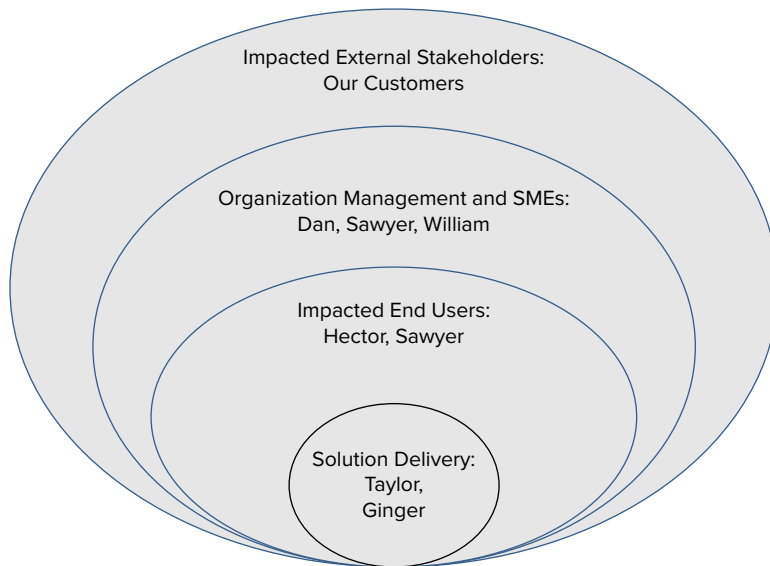 Impacted External Stakeholders:
Our Customers
Organization Management and SMEs:
Dan, Sawyer, William
Impacted End Users:
Hector, Sawyer
Solution Delivery:
Taylor,
Ginger